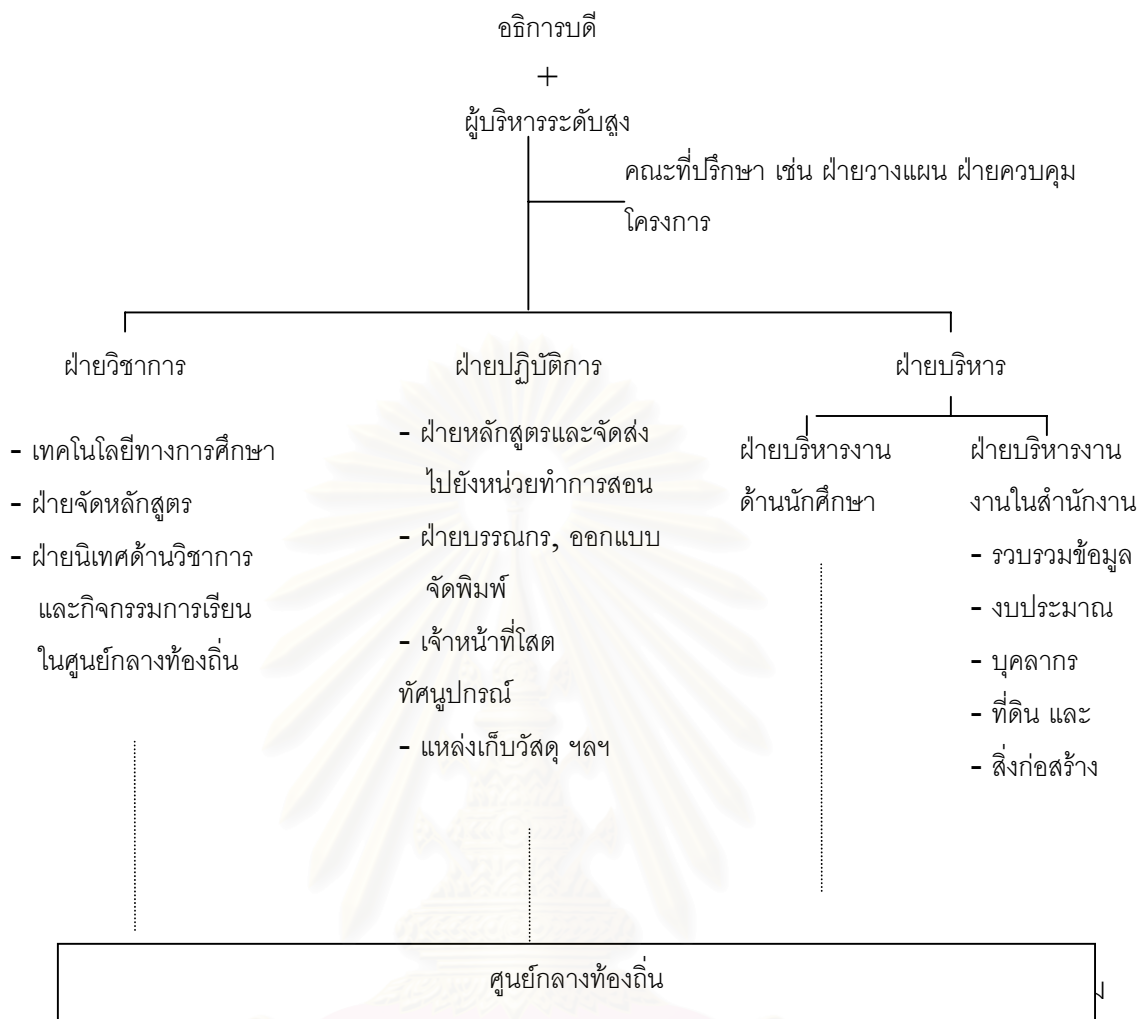 อธิการบดี
+
ผู้บริหารระดับสูง
คณะที่ปรึกษา เช่น ฝ่ายวางแผน ฝ่ายควบคุม
โครงการ
ฝ่ายวิชาการ
- เทคโนโลยีทางการศึกษา
- ฝ่ายจัดหลักสูตร
- ฝ่ายนิเทศด้านวิชาการ
และกิจกรรมการเรียน
ในศูนย์กลางท้องถิ่น
ฝ่ายปฏิบัติการ
- ฝ่ายหลักสูตรและจัดส่ง
ไปยังหน่วยทำการสอน
- ฝ่ายบรรณกร, ออกแบบ
จัดพิมพ์
- เจ้าหน้าที่โสต
ทัศนูปกรณ์
- แหล่งเก็บวัสดุ ฯลฯ
ฝ่ายบริหาร
ฝ่ายบริหารงาน
ด้านนักศึกษา
ฝ่ายบริหารงาน
งานในสำนักงาน
- รวบรวมข้อมูล
- งบประมาณ
- บุคลากร
- ที่ดิน และ
- สิ่งก่อสร้าง
ศูนย์กลางท้องถิ่น